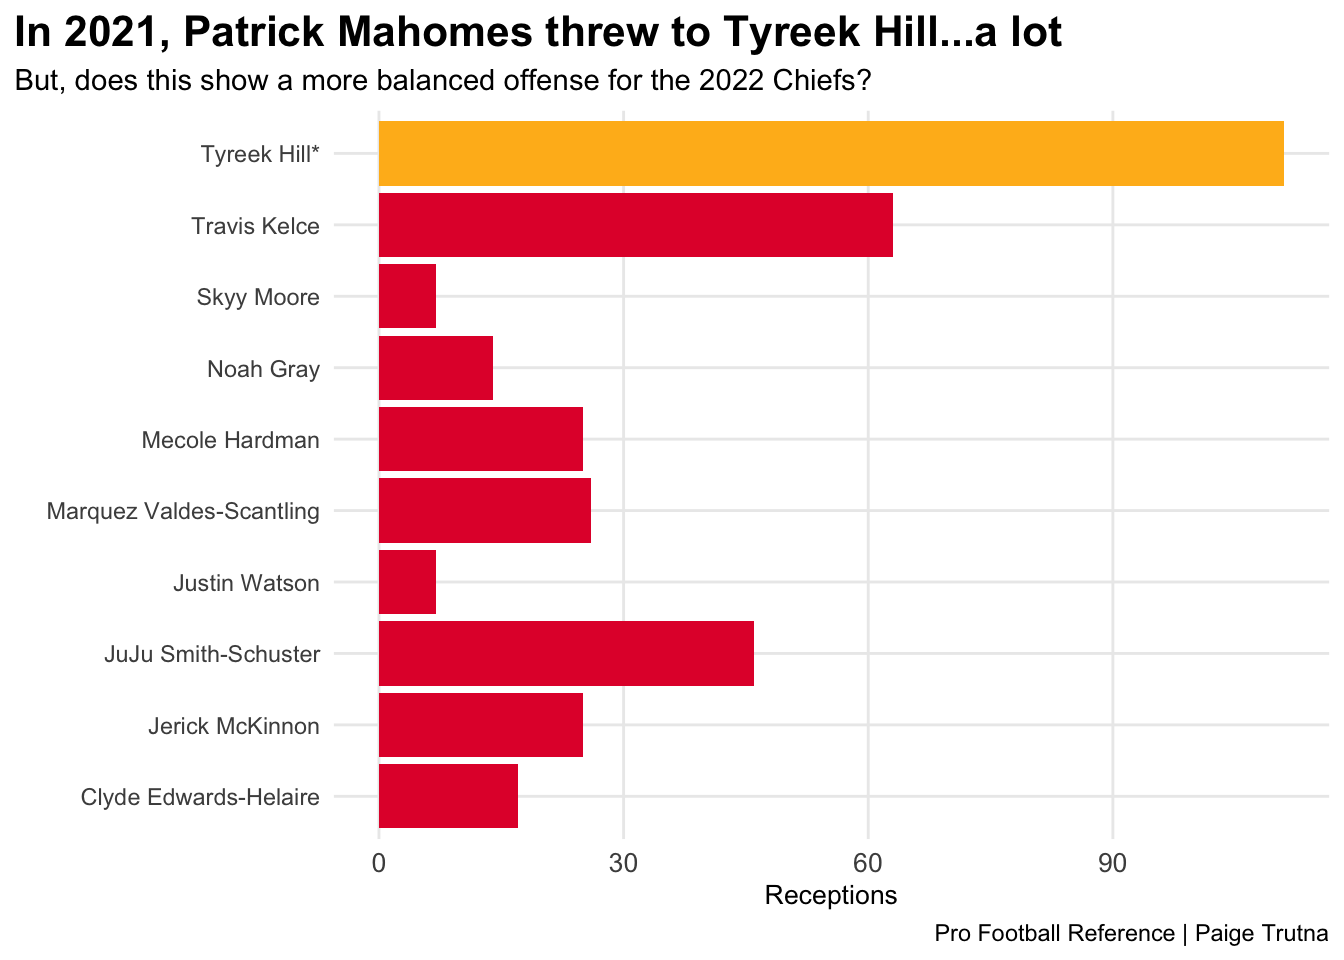 In 2021, Patrick Mahomes threw to Tyreek Hill...a lot
But, does this show a more balanced offense for the 2022 Chiefs?
Tyreek Hill*
Travis Kelce
Skyy Moore
Noah Gray
Mecole Hardman
Marquez Valdes-Scantling
Justin Watson
JuJu Smith-Schuster
Jerick McKinnon
Clyde Edwards-Helaire
0 30 60 90
Receptions
Pro Football Reference | Paige Trutna